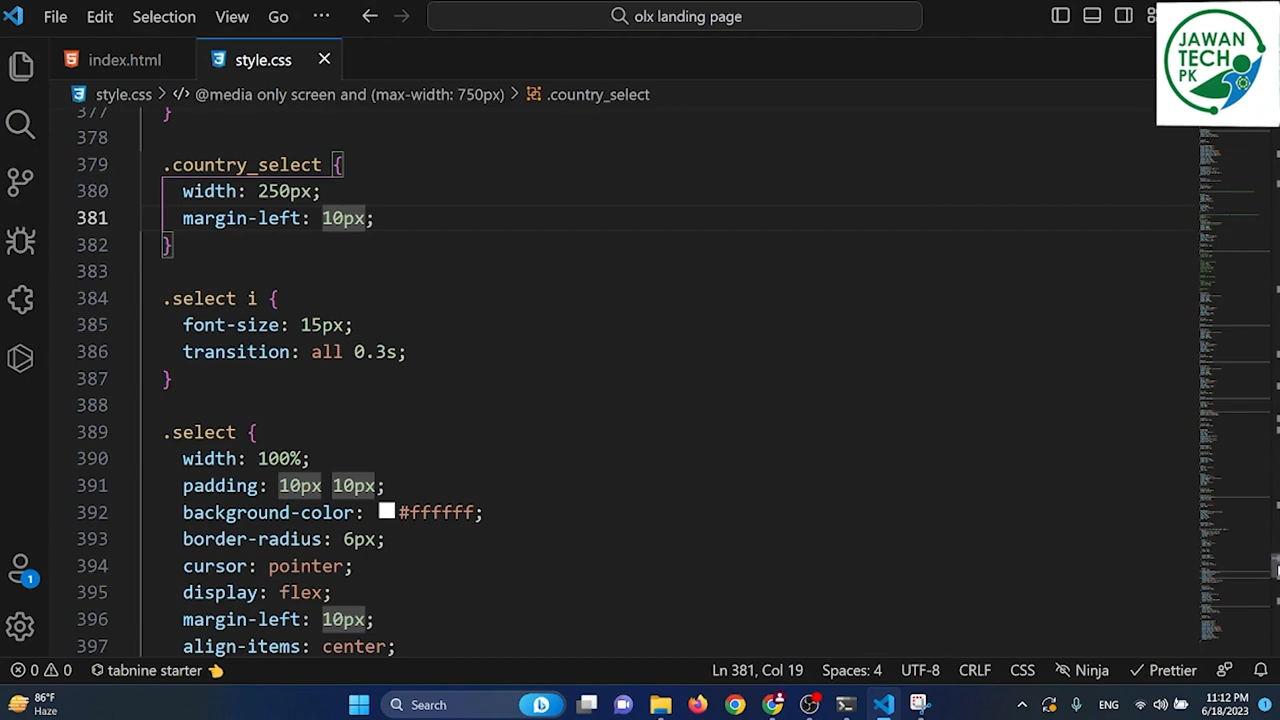 File Edit Selection View Go ··· olx landing page
JAWAN
TECH
PK
index.html style.css
style.css > @media only screen and (max-width: 750px) > country_select
377 }
378
379 .country_select {
380 width: 250px;
381 margin-left: 10px;
382 }
383
384 .select i {
385 font-size: 15px;
386 transition: all 0.3s;
387 }
388
389 .select {
390 width: 100%;
391 padding: 10px 10px;
392 background-color: #ffffff;
393 border-radius: 6px;
394 cursor: pointer;
395 display: flex;
396 margin-left: 10px;
397 align-items: center;
1
0 0 tabnine starter Ln 381, Col 19 Spaces: 4 UTF-8 CRLF CSS Ninja Prettier
86°F
Haze
Search
ENG
11:12 PM
6/18/2023
1